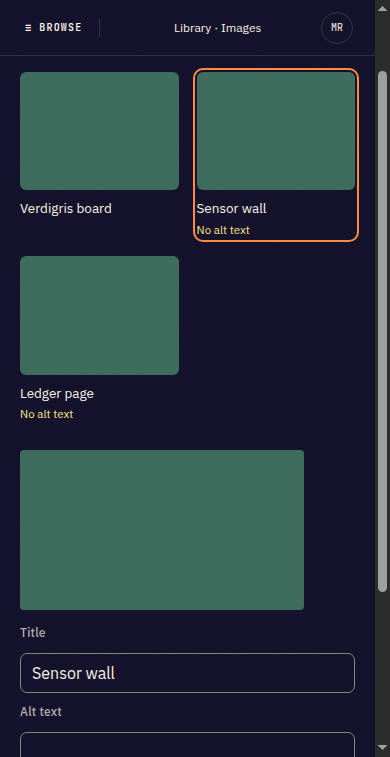 ≡ BROWSE
Library · Images
MR
Verdigris board
Sensor wall
No alt text
Ledger page
No alt text
Title
Sensor wall
Alt text